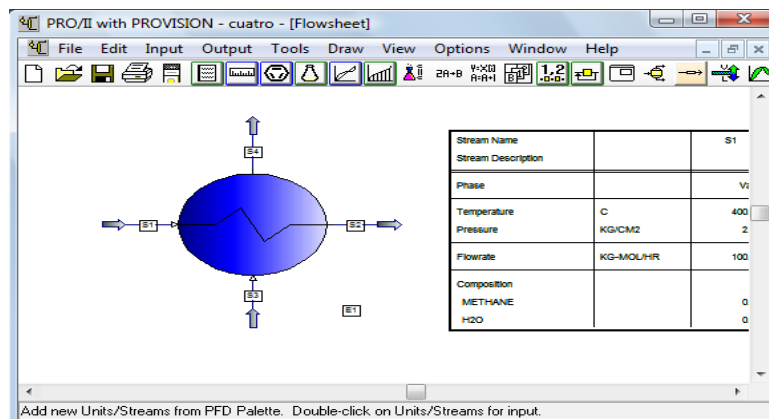 PRO/II with PROVISION - cuatro - [Flowsheet]
File Edit Input Output Tools Draw View Options Window Help
S4
S1
S2
S3
E1
Stream Name S1
Stream Description
Phase Va
Temperature C 400.
Pressure KG/CM2 2.
Flowrate KG-MOL/HR 100.
Composition
METHANE 0.
H2O 0.
Add new Units/Streams from PFD Palette. Double-click on Units/Streams for input.